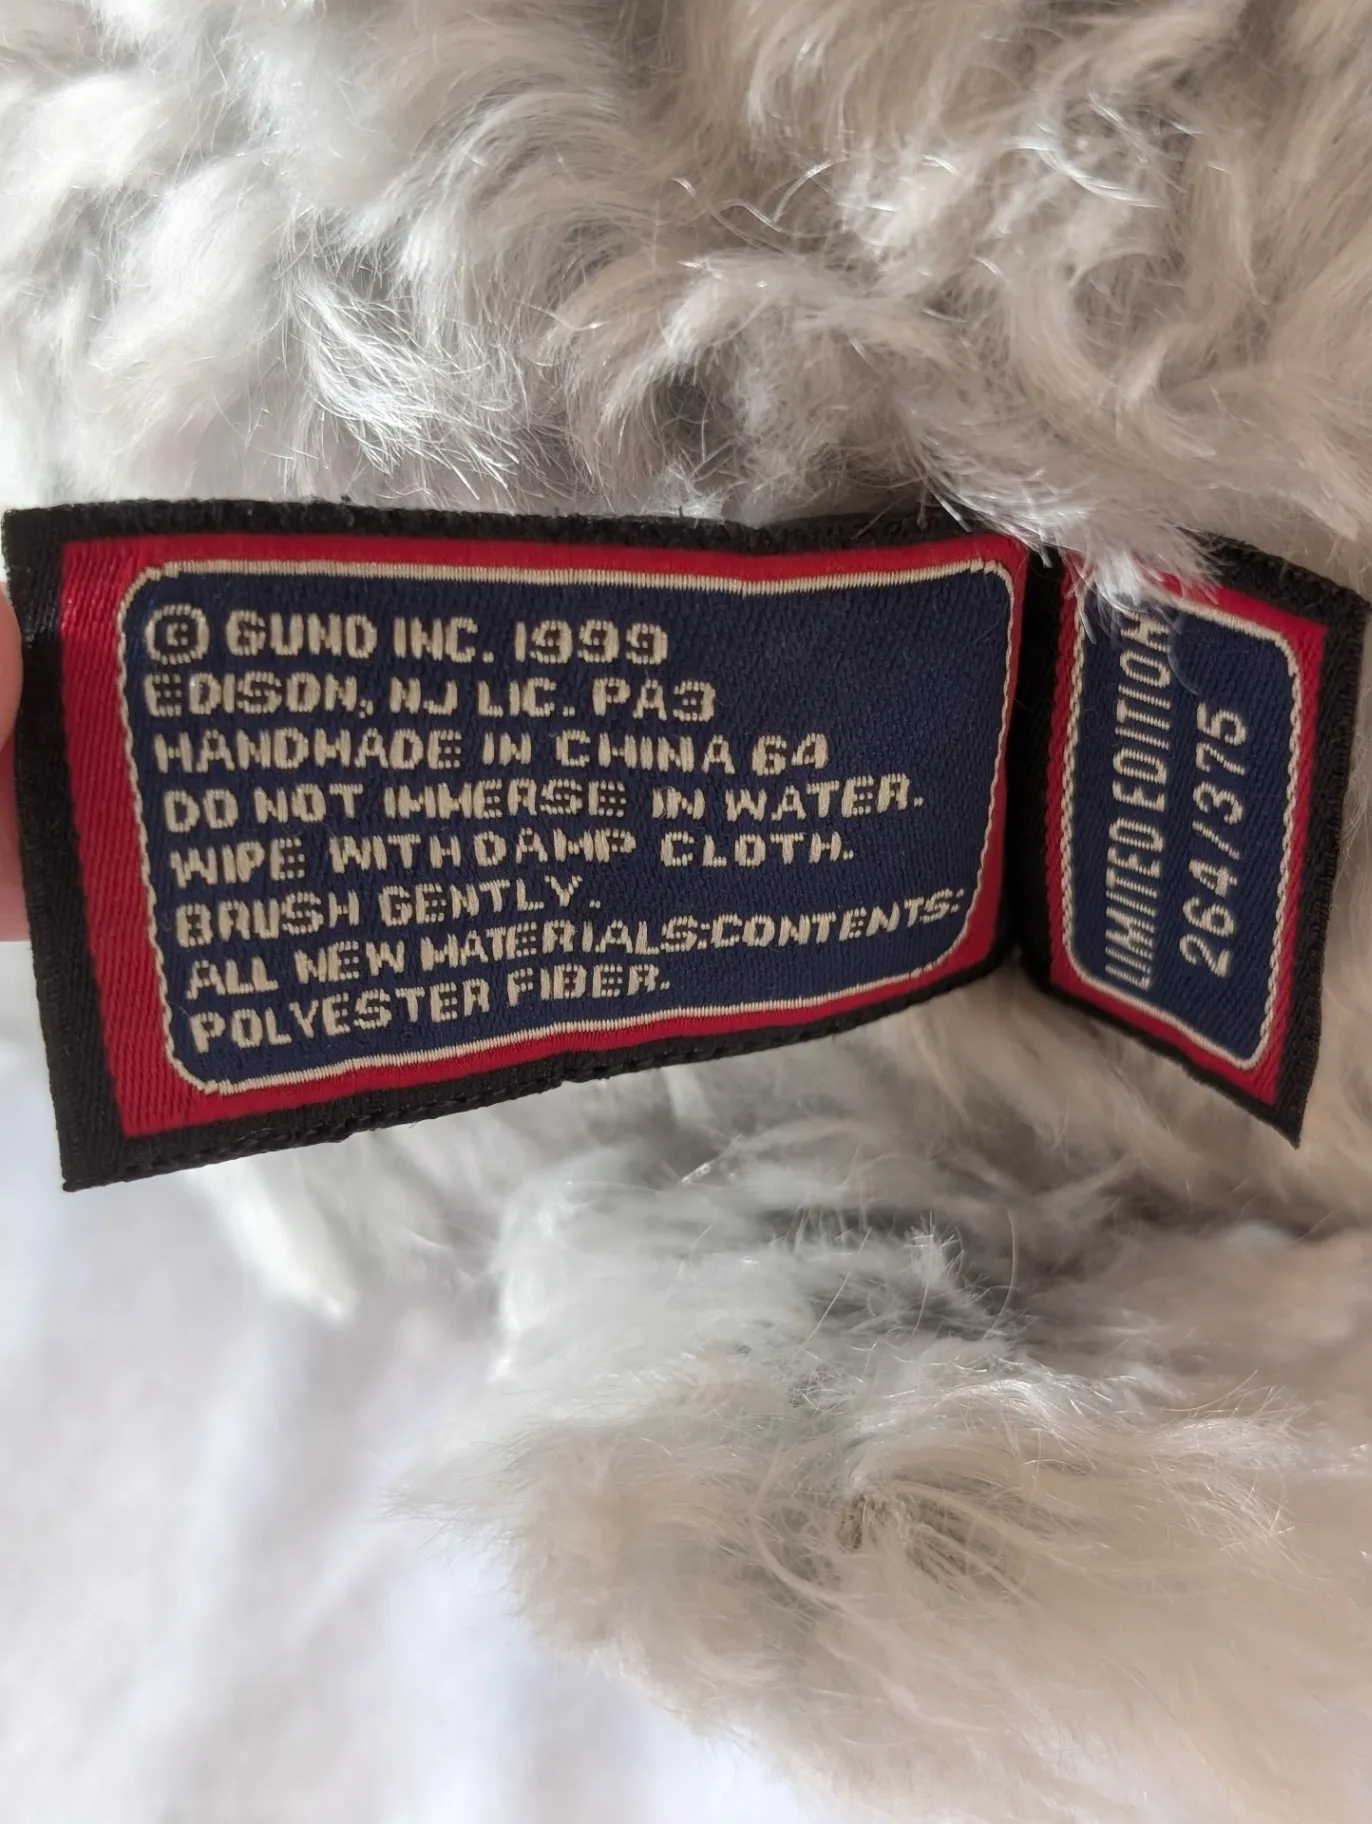 © GUND INC. 1999
EDISON, NJ LIC. PA3
HANDMADE IN CHINA 64
DO NOT IMMERSE IN WATER.
WIPE WITH DAMP CLOTH.
BRUSH GENTLY.
ALL NEW MATERIALS:CONTENTS:
POLYESTER FIBER.
LIMITED EDITION
264/375